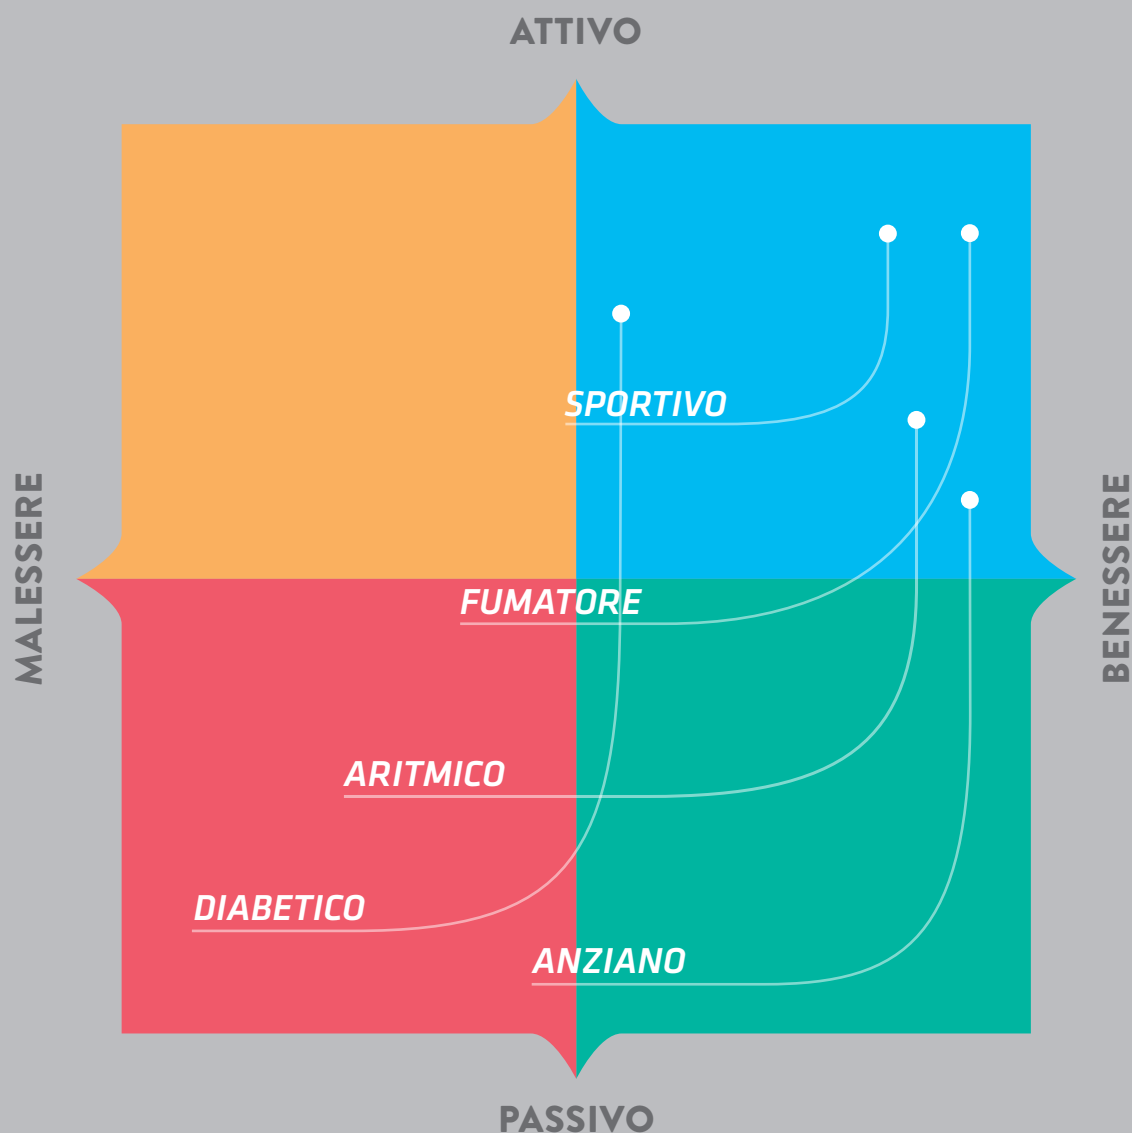 ATTIVO
SPORTIVO
MALESSERE
BENESSERE
FUMATORE
ARITMICO
DIABETICO
ANZIANO
PASSIVO